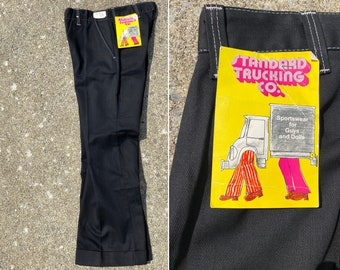 STANDARD
TRUCKING
CO.
Sportswear
for
Guys
and
Dolls